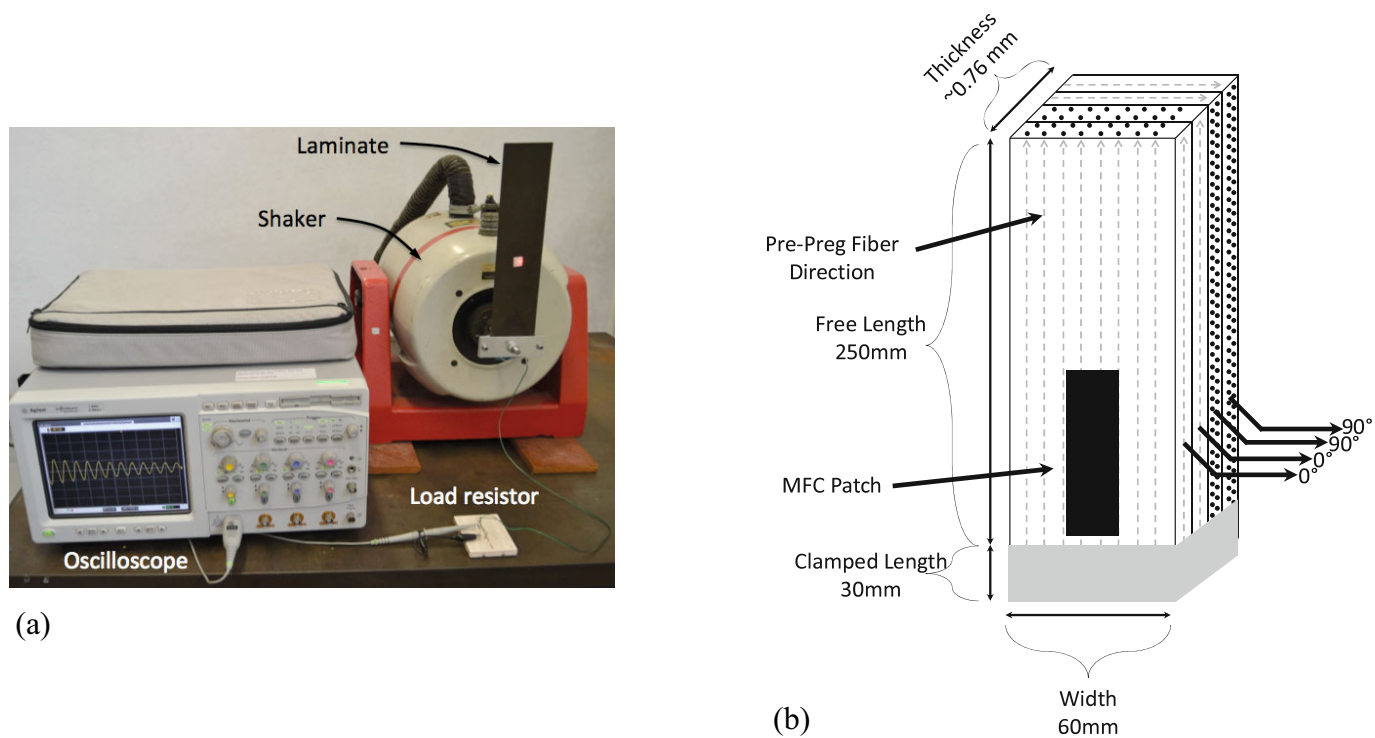 Laminate
Shaker
Load resistor
Oscilloscope
(a)
Thickness
~0.76 mm
Pre-Preg Fiber
Direction
Free Length
250mm
MFC Patch
Clamped Length
30mm
90°
90°
0°
0°
Width
60mm
(b)